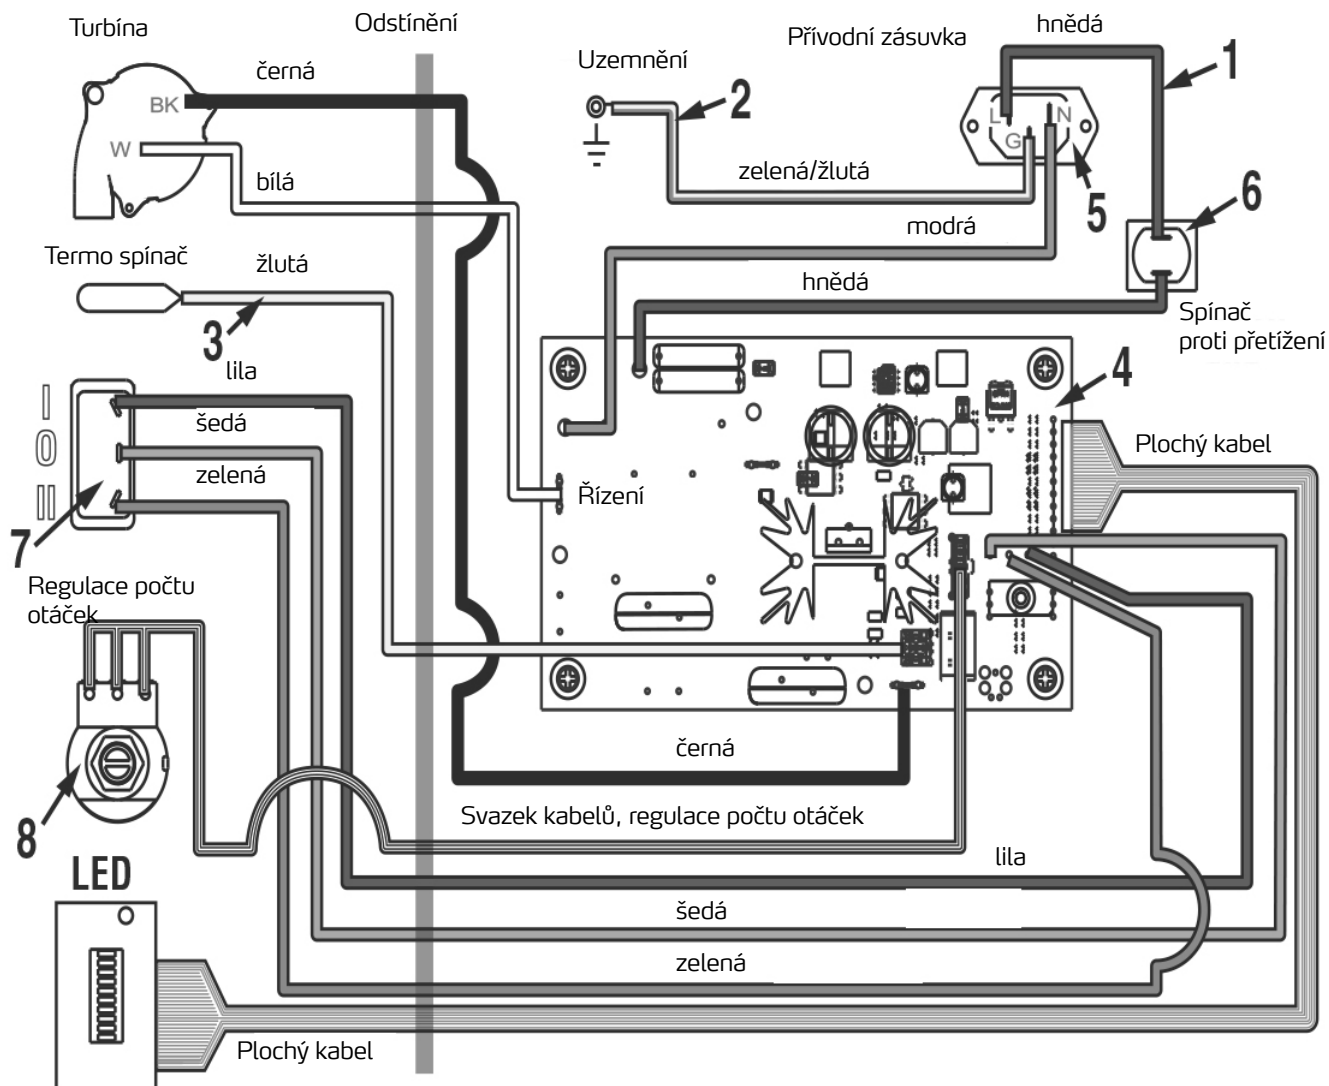 Turbína
Odstínění
Přívodní zásuvka
hnědá
1
černá
Uzemnění
2
BK
L
N
G
W
zelená/žlutá
5
6
bílá
modrá
Termo spínač
žlutá
hnědá
3
Spínač
proti přetížení
4
lila
I
šedá
0
Plochý kabel
zelená
II
Řízení
7
Regulace počtu
otáček
černá
8
Svazek kabelů, regulace počtu otáček
lila
LED
šedá
zelená
Plochý kabel